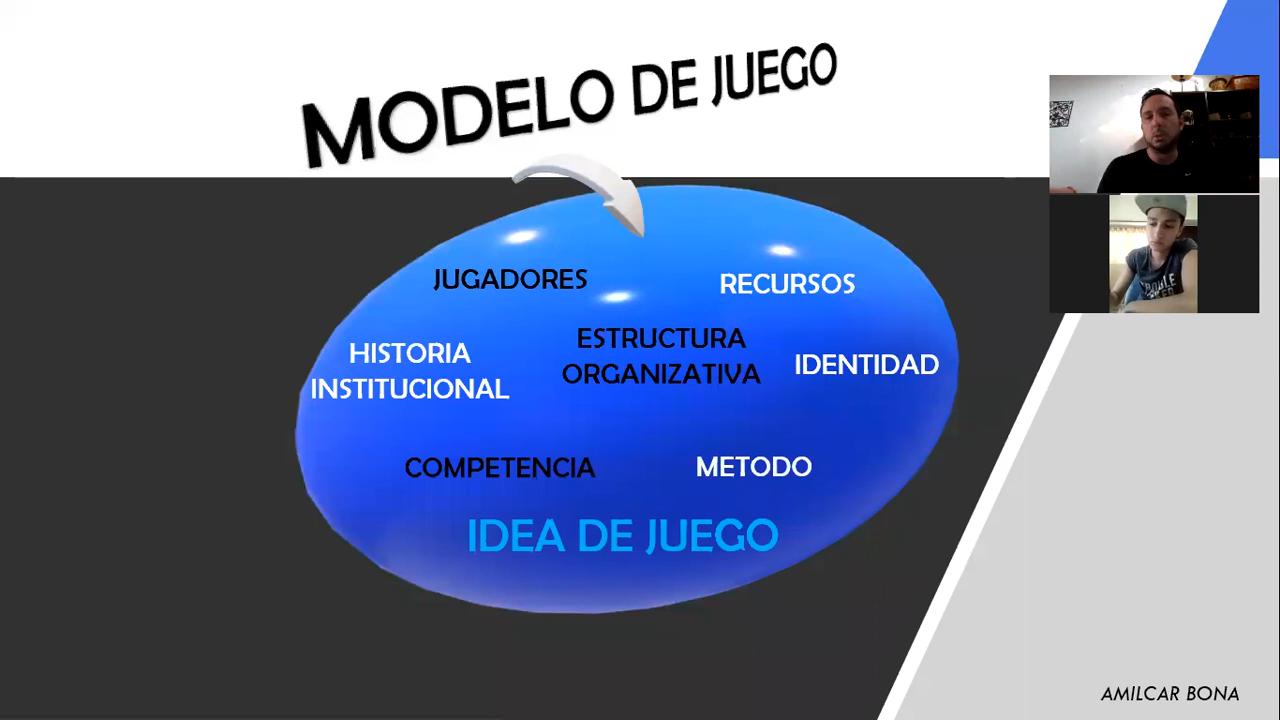 MODELO DE JUEGO
JUGADORES
RECURSOS
HISTORIA
INSTITUCIONAL
ESTRUCTURA
ORGANIZATIVA
IDENTIDAD
COMPETENCIA
METODO
IDEA DE JUEGO
AMILCAR BONA